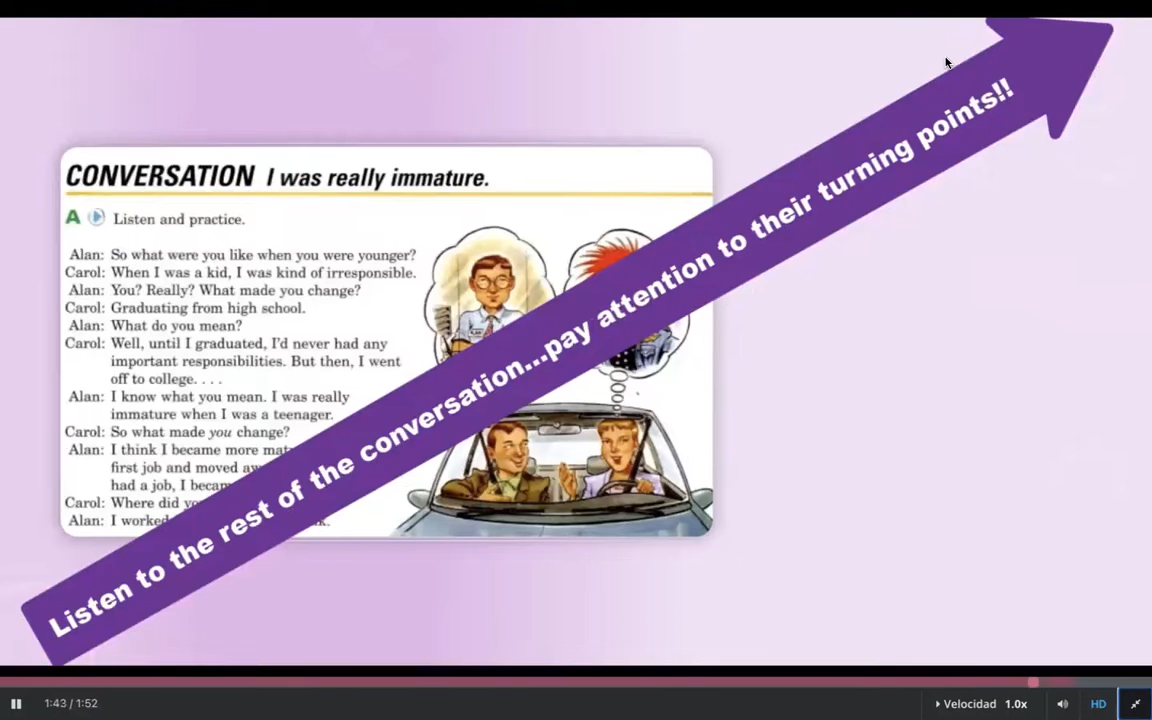 CONVERSATION I was really immature.
A Listen and practice.
Alan: So what were you like when you were younger?
Carol: When I was a kid, I was kind of irresponsible.
Alan: You? Really? What made you change?
Carol: Graduating from high school.
Alan: What do you mean?
Carol: Well, until I graduated, I'd never had any
important responsibilities. But then, I went
off to college. . . .
Alan: I know what you mean. I was really
immature when I was a teenager.
Carol: So what made you change?
Alan: I think I became more
first job and moved
had a job, I
Carol: Where did
Alan: I worked
Listen to the rest of the conversation...pay attention to their turning points!!
1:43 / 1:52
Velocidad 1.0x
HD